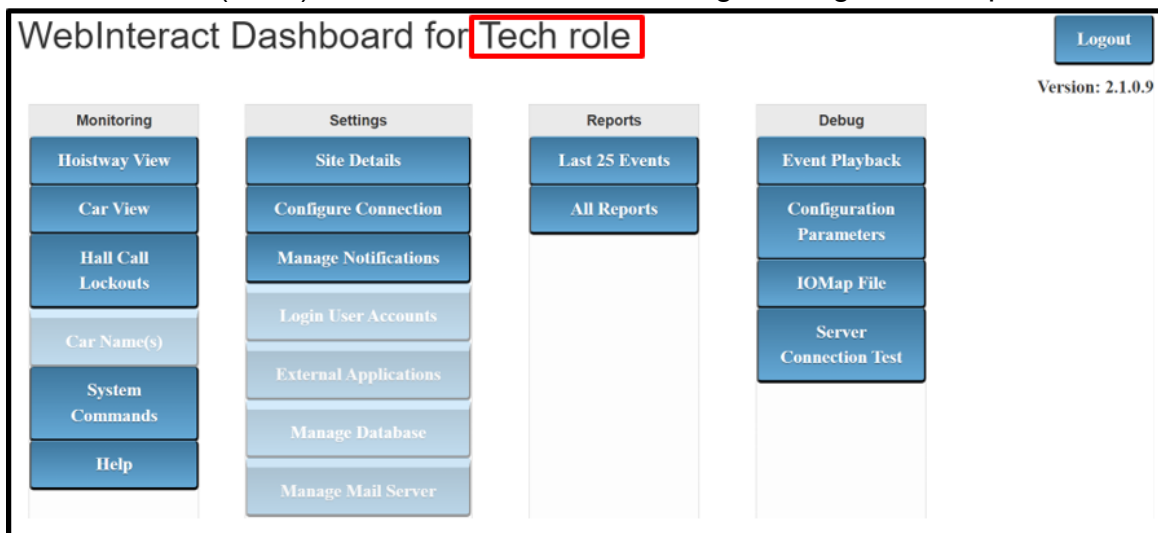 WebInteract Dashboard for Tech role
Logout
Version: 2.1.0.9
Monitoring
Hoistway View
Car View
Hall Call
Lockouts
Car Name(s)
System
Commands
Help
Settings
Site Details
Configure Connection
Manage Notifications
Login User Accounts
External Applications
Manage Database
Manage Mail Server
Reports
Last 25 Events
All Reports
Debug
Event Playback
Configuration
Parameters
IOMap File
Server
Connection Test